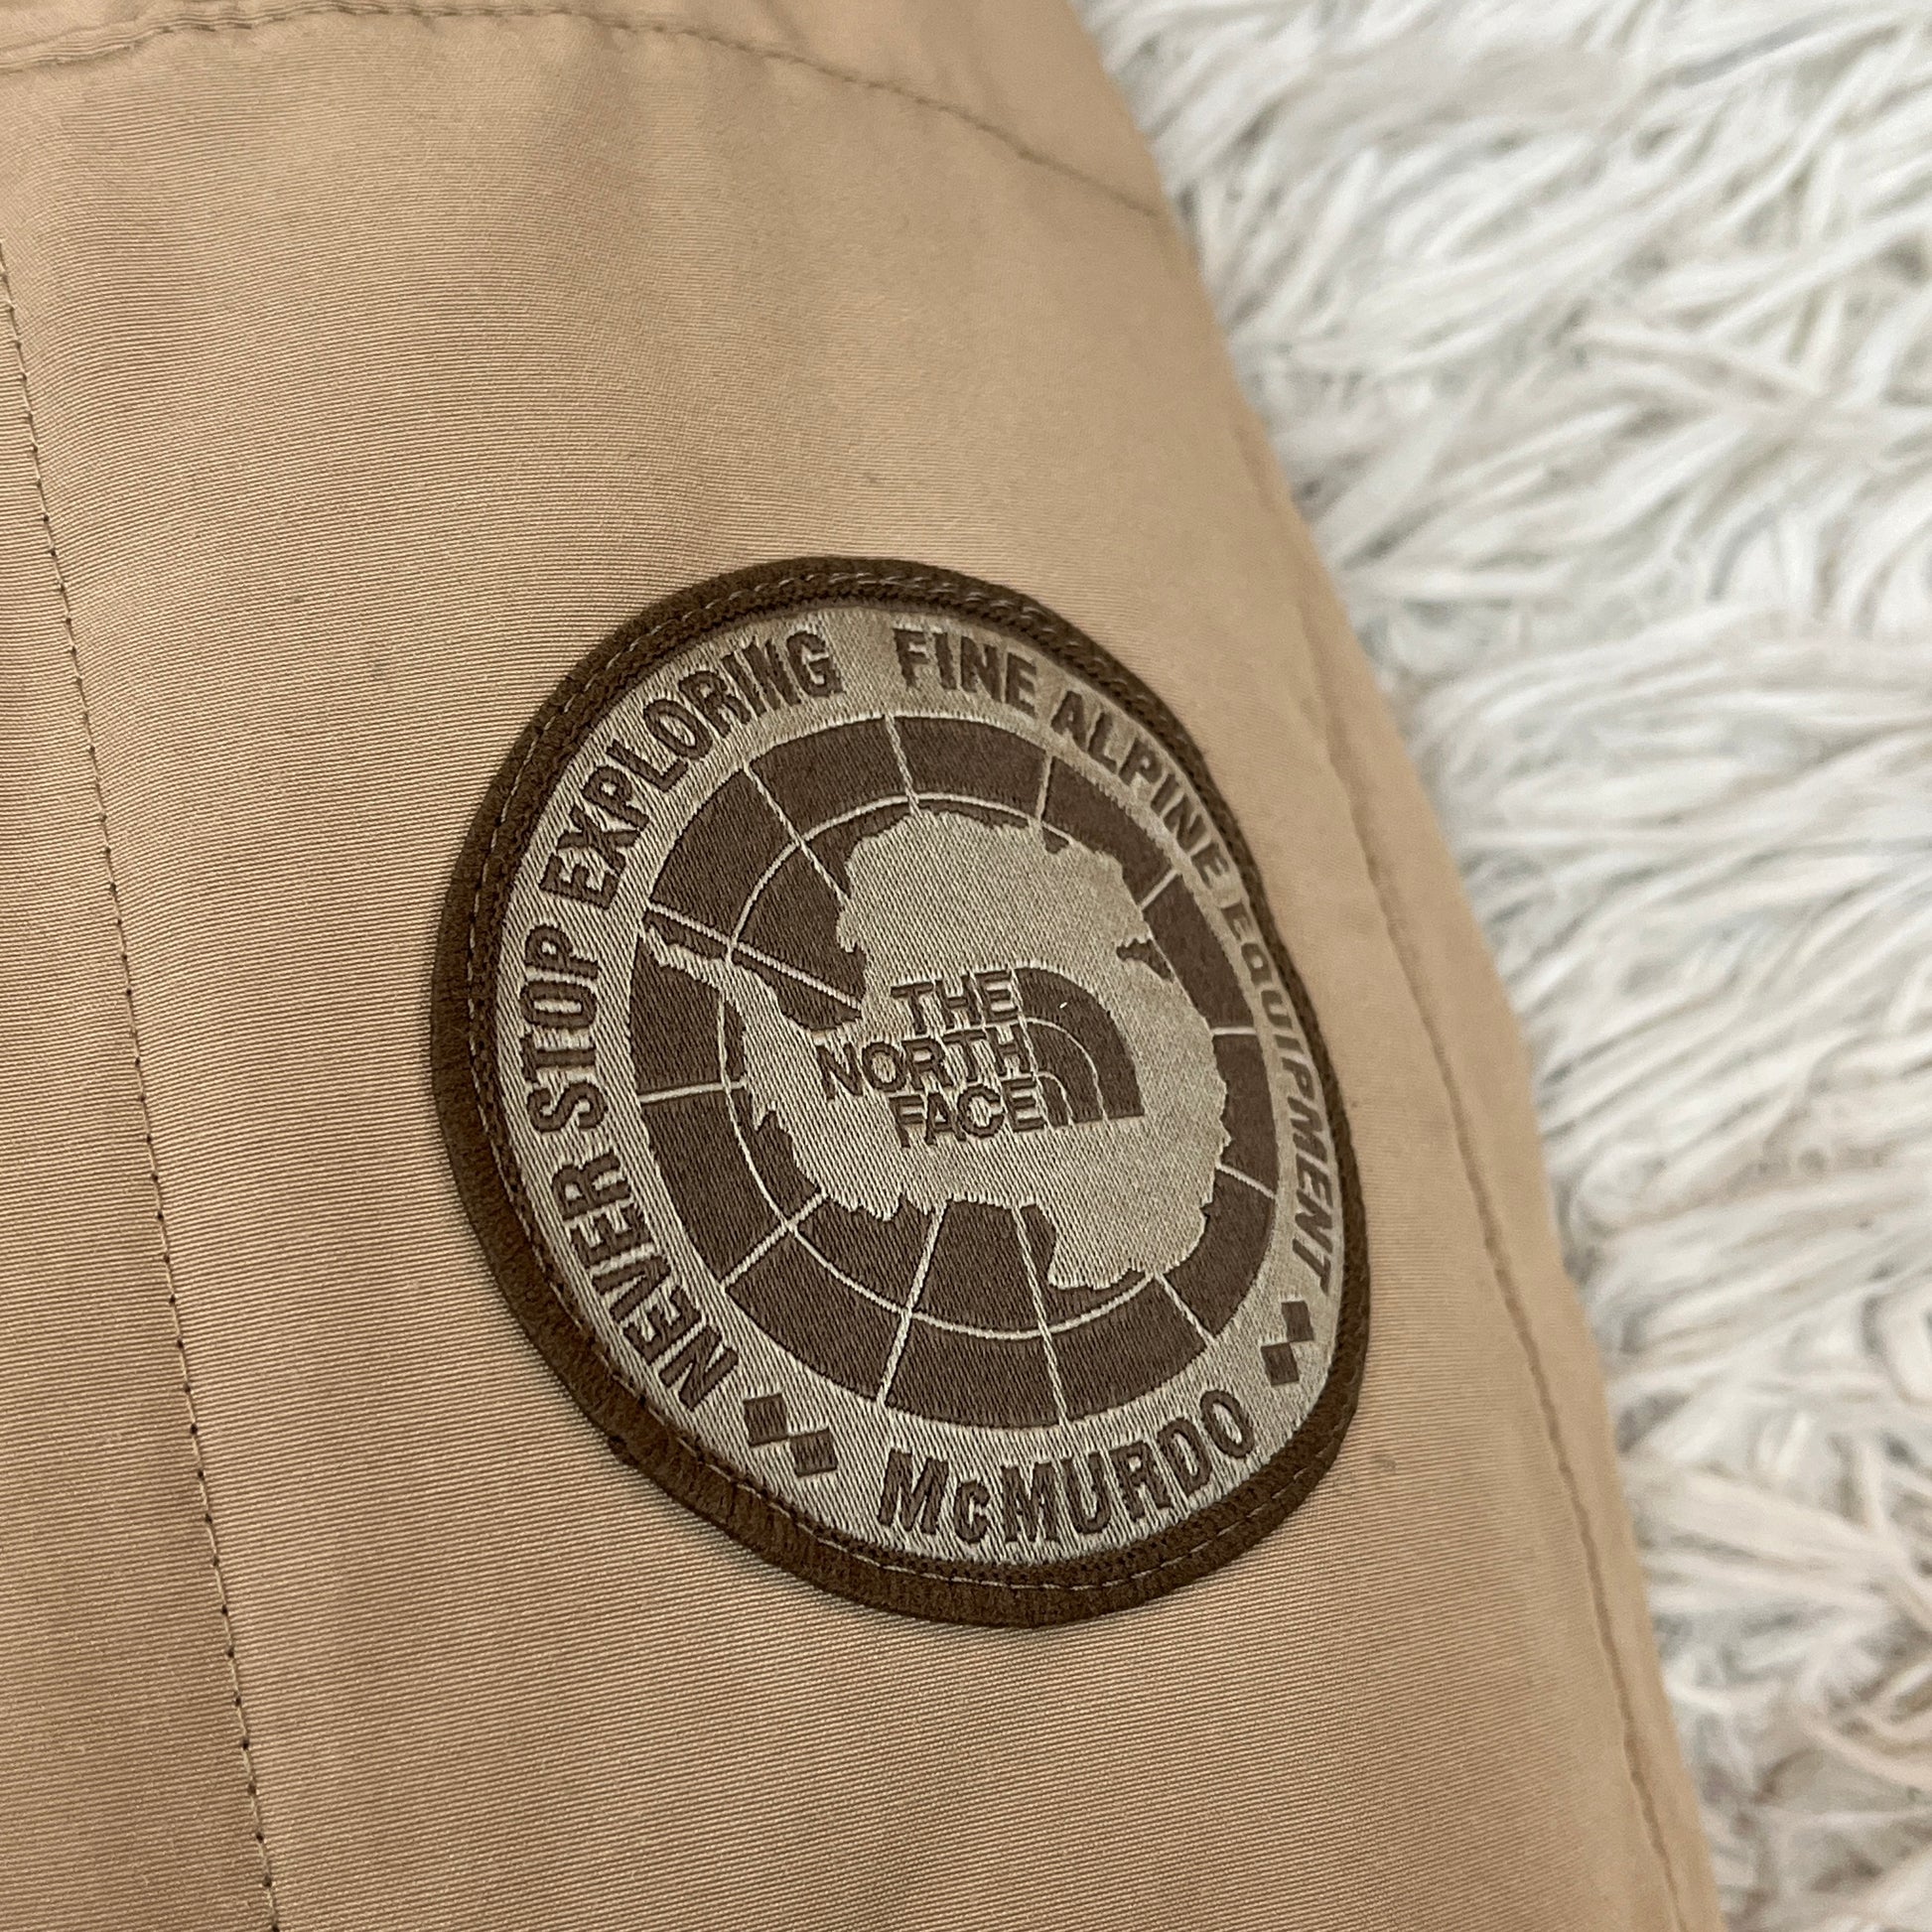 NEVER STOP EXPLORING
FINE ALPINE EQUIPMENT
THE
NORTH
FACE
McMURDO